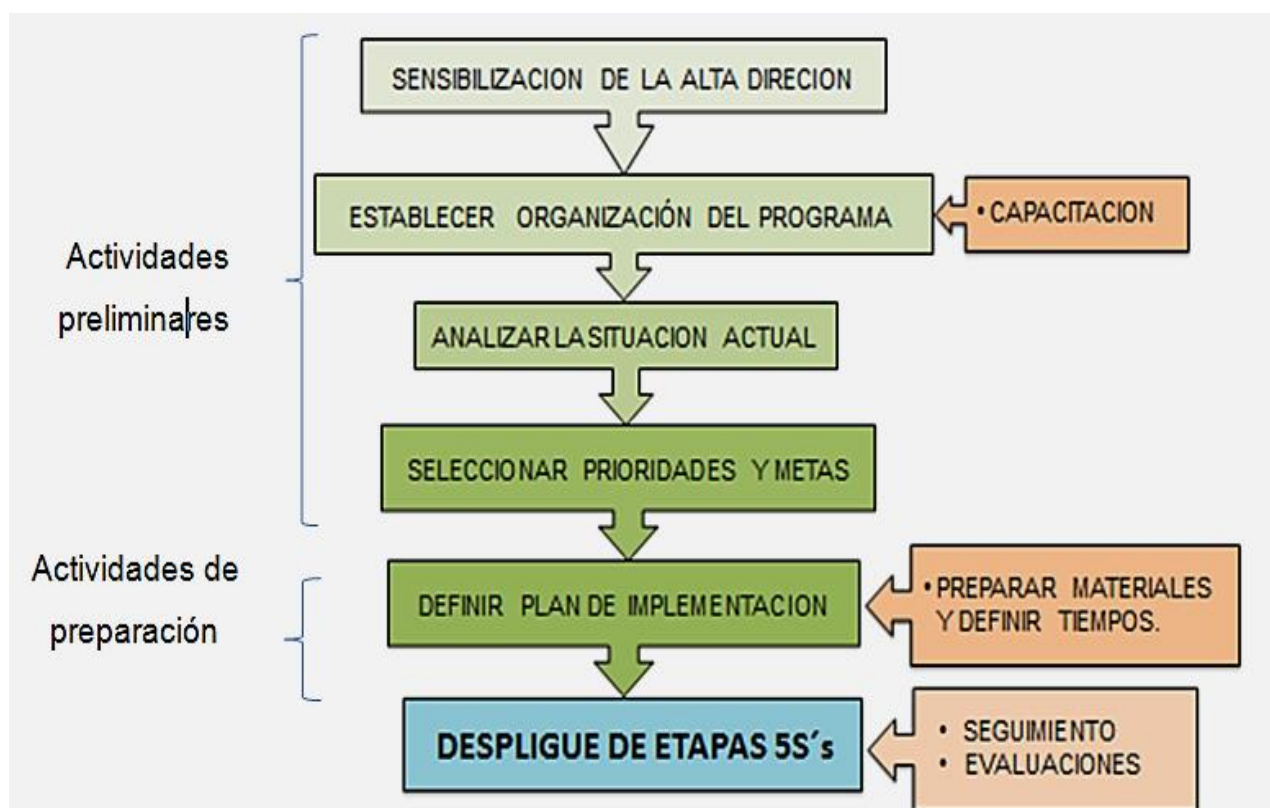 SENSIBILIZACION DE LA ALTA DIRECION
ESTABLECER ORGANIZACIÓN DEL PROGRAMA
• CAPACITACION
Actividades
preliminares
ANALIZAR LA SITUACION ACTUAL
SELECCIONAR PRIORIDADES Y METAS
Actividades de
preparación
DEFINIR PLAN DE IMPLEMENTACION
• PREPARAR MATERIALES
Y DEFINIR TIEMPOS.
DESPLIGUE DE ETAPAS 5S´s
• SEGUIMIENTO
• EVALUACIONES